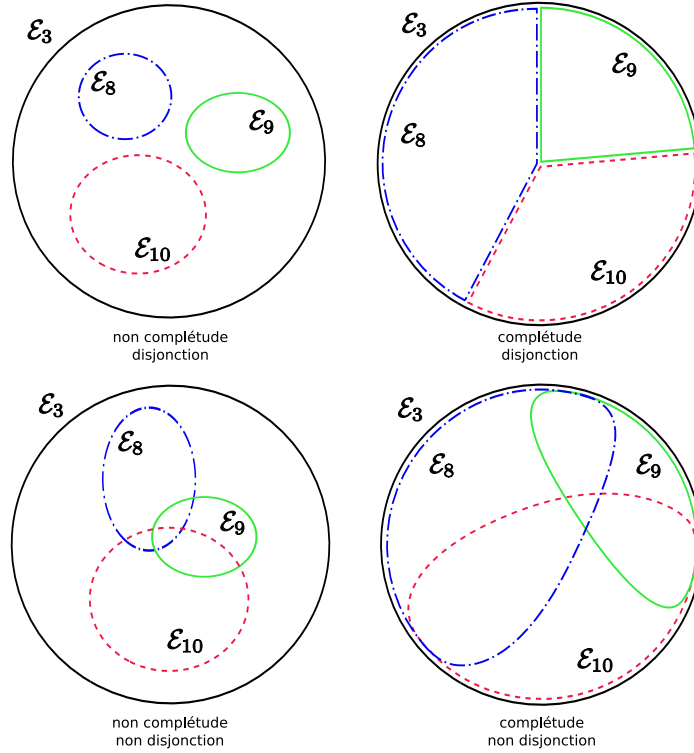 ℰ3
ℰ8
ℰ9
ℰ10
non complétude
disjonction
ℰ3
ℰ9
ℰ8
ℰ10
complétude
disjonction
ℰ3
ℰ8
ℰ9
ℰ10
non complétude
non disjonction
ℰ3
ℰ8
ℰ9
ℰ10
complétude
non disjonction